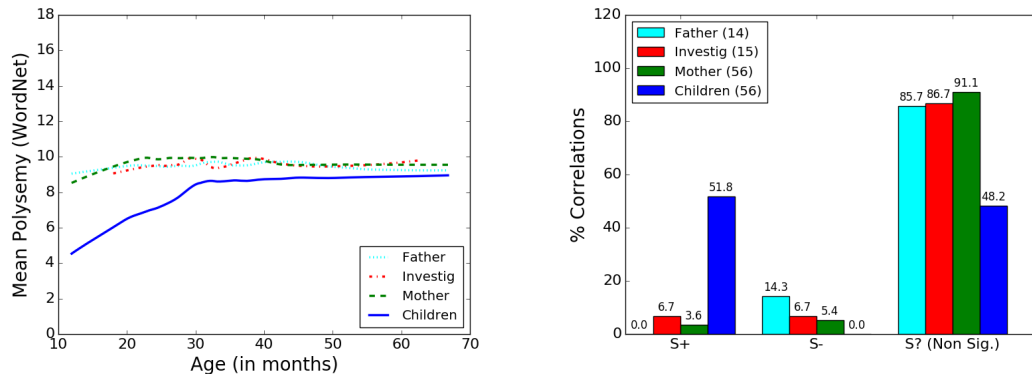 18
16
14
12
10
8
6
4
2
0
10
20
30
40
50
60
70
Mean Polysemy (WordNet)
Age (in months)
Father
Investig
Mother
Children
120
100
80
60
40
20
0
% Correlations
Father (14)
Investig (15)
Mother (56)
Children (56)
0.0
6.7
3.6
51.8
14.3
6.7
5.4
0.0
85.7
86.7
91.1
48.2
S+
S-
S? (Non Sig.)